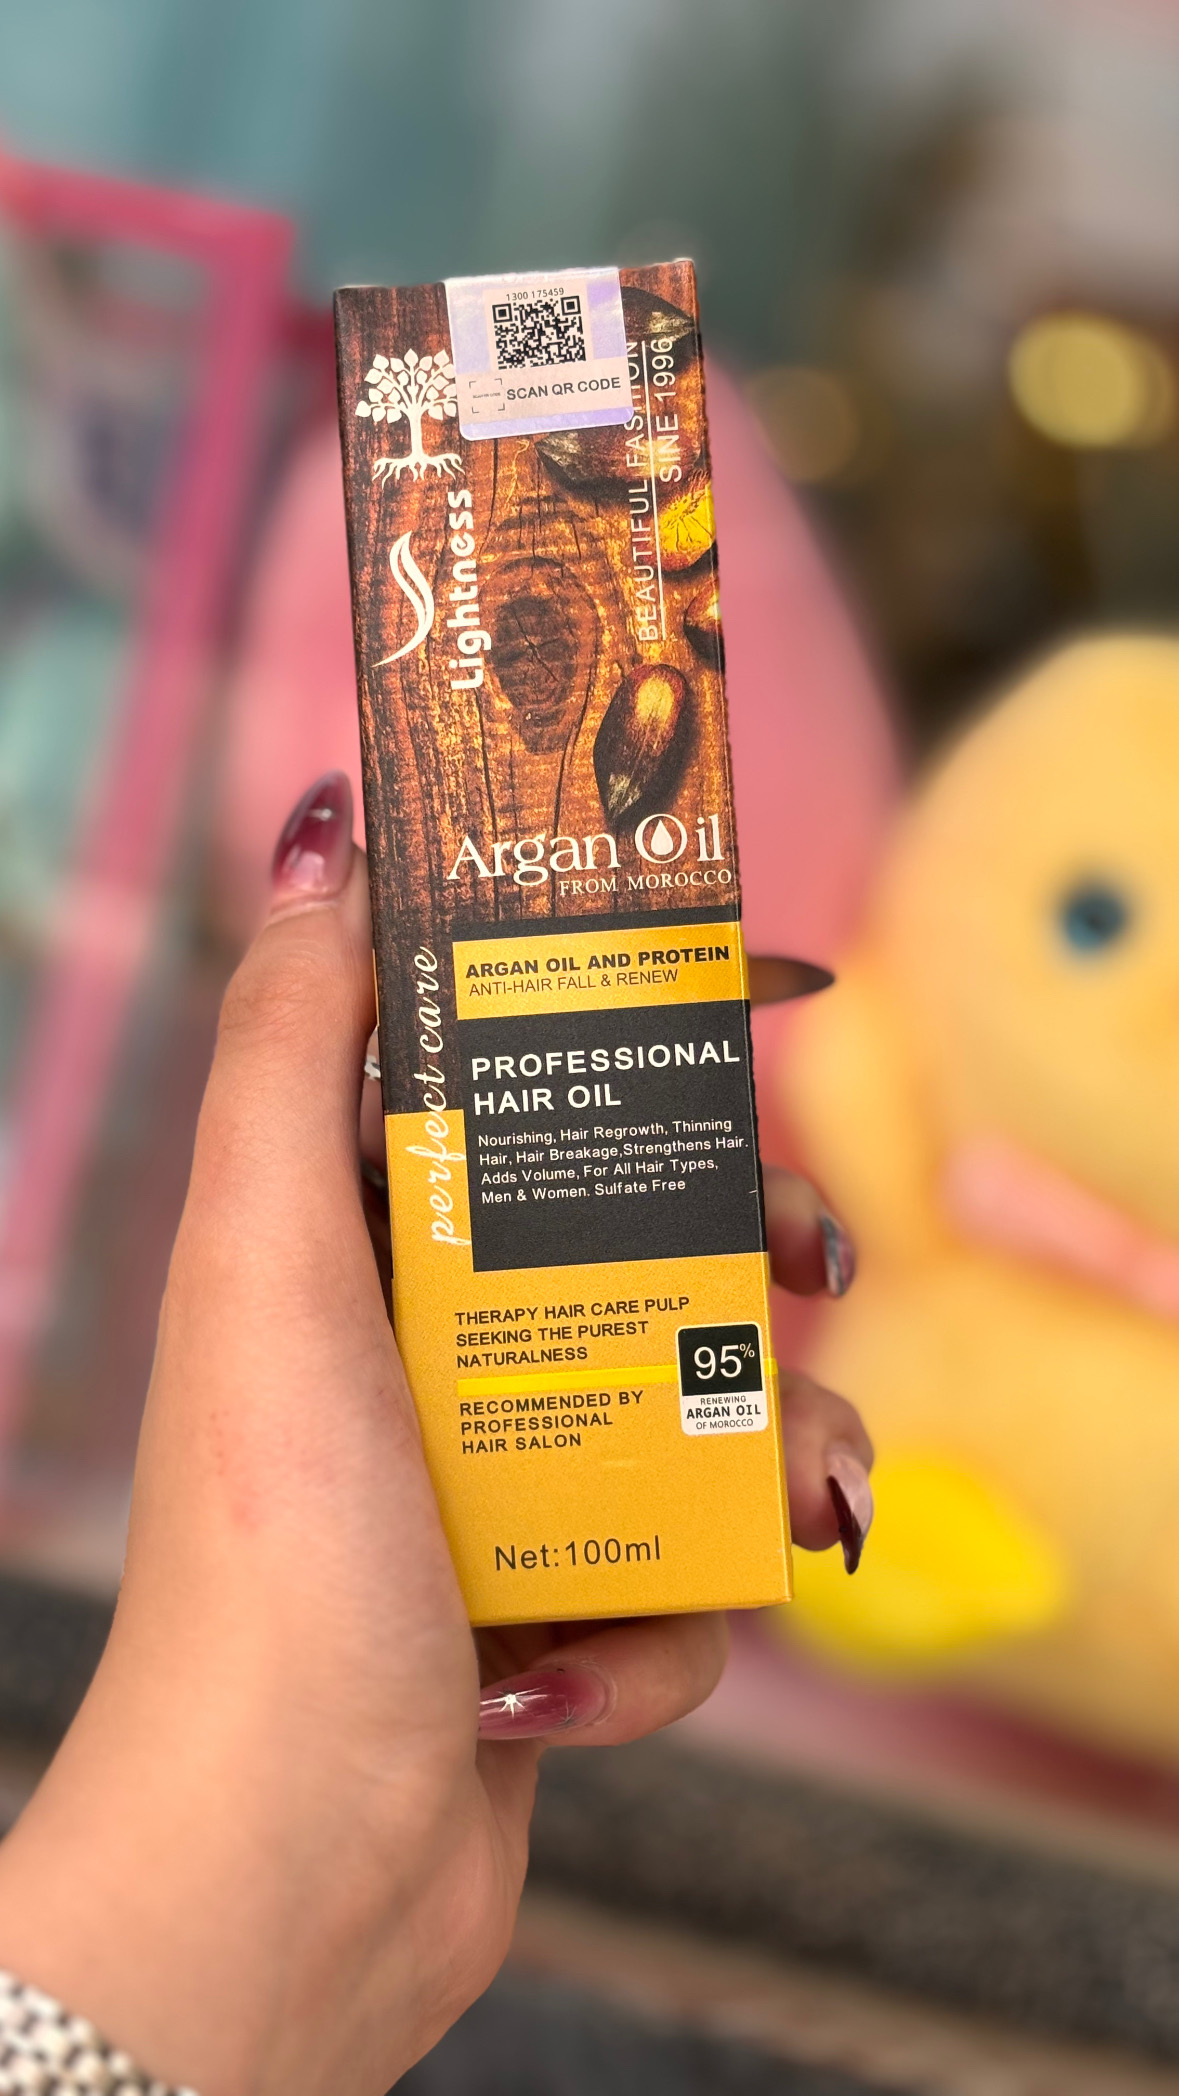 1300 175459
SCAN QR CODE
Lightness
BEAUTIFUL FASHION
SINE 1996
Argan Oil
FROM MOROCCO
perfect care
ARGAN OIL AND PROTEIN
ANTI-HAIR FALL & RENEW
PROFESSIONAL
HAIR OIL
Nourishing, Hair Regrowth, Thinning
Hair, Hair Breakage,Strengthens Hair.
Adds Volume, For All Hair Types,
Men & Women. Sulfate Free
THERAPY HAIR CARE PULP
SEEKING THE PUREST
NATURALNESS
95%
RENEWING
ARGAN OIL
OF MOROCCO
RECOMMENDED BY
PROFESSIONAL
HAIR SALON
Net:100ml